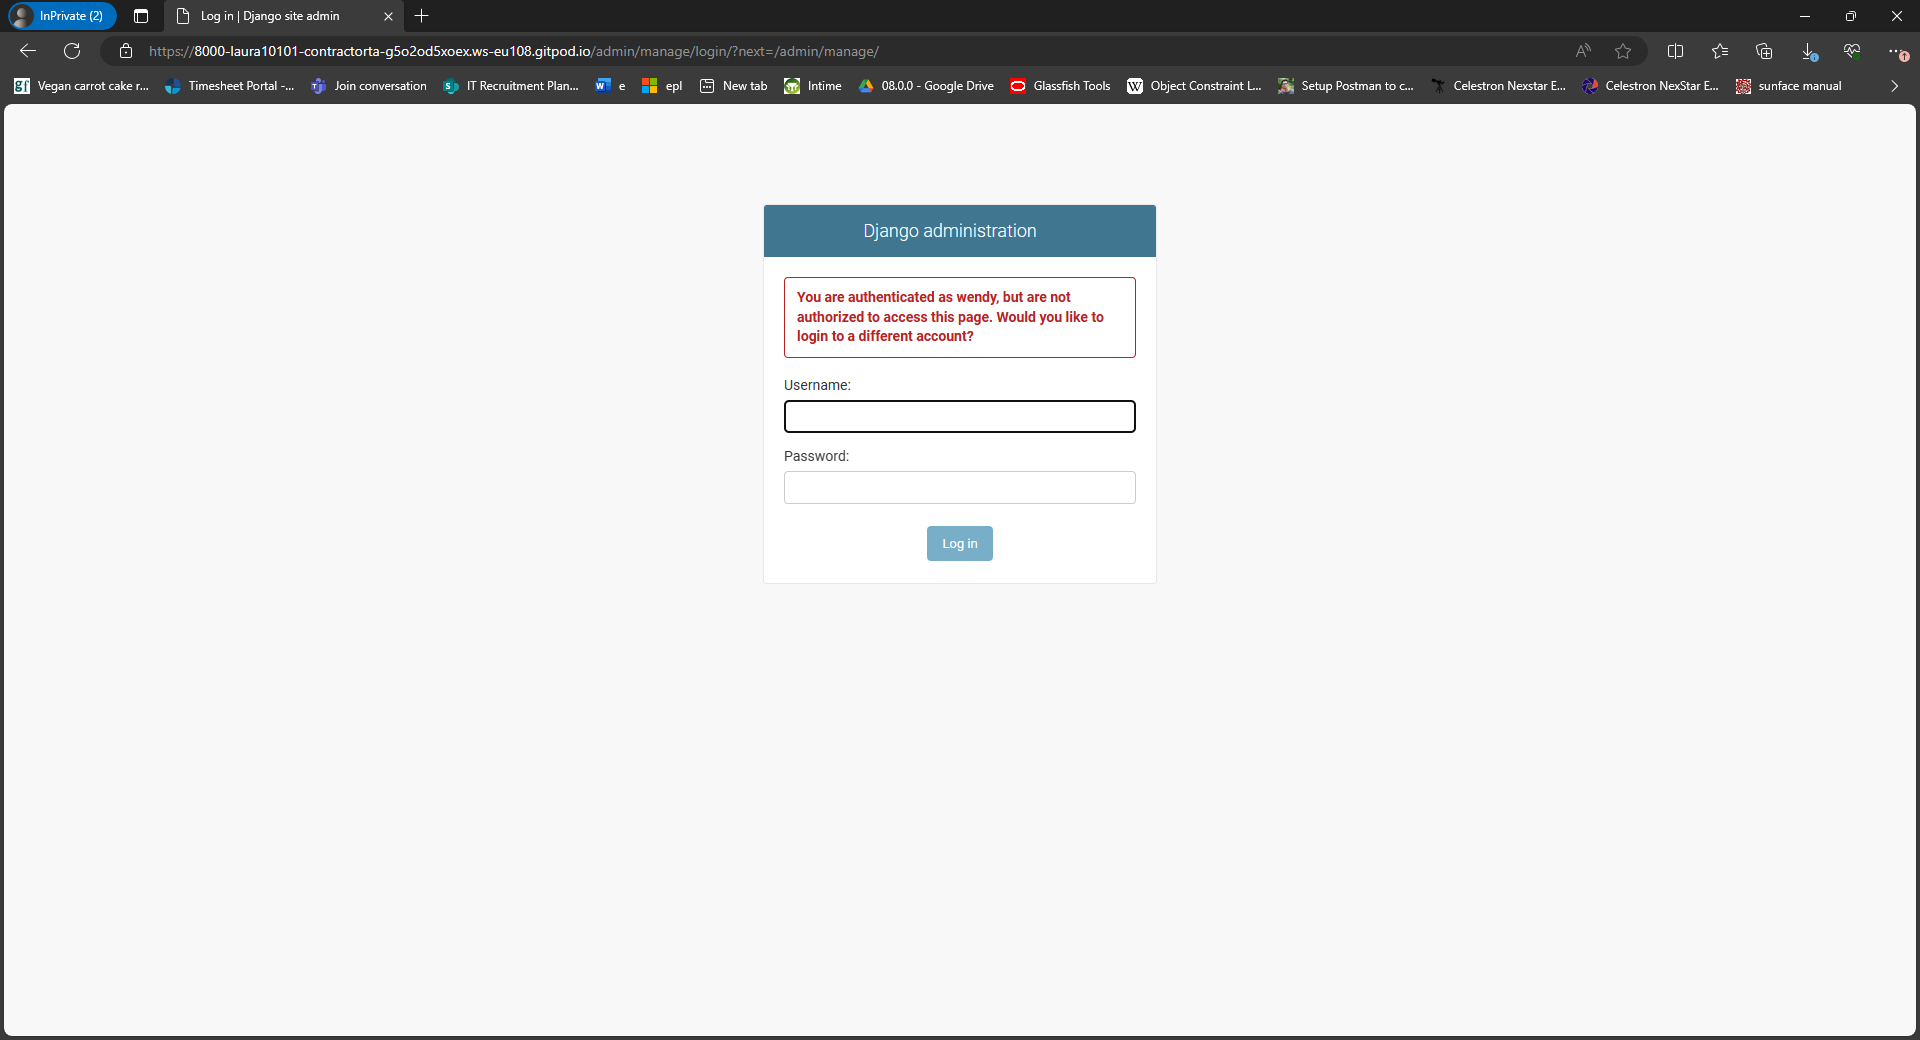 InPrivate (2)
Log in | Django site admin
https://8000-laura10101-contractorta-g5o2od5xoex.ws-eu108.gitpod.io/admin/manage/login/?next=/admin/manage/
gf Vegan carrot cake r... Timesheet Portal -... Join conversation IT Recruitment Plan... e epl New tab Intime 08.0.0 - Google Drive Glassfish Tools W Object Constraint L... Setup Postman to c... Celestron Nexstar E... Celestron NexStar E... sunface manual
Django administration
You are authenticated as wendy, but are not
authorized to access this page. Would you like to
login to a different account?
Username:
Password:
Log in